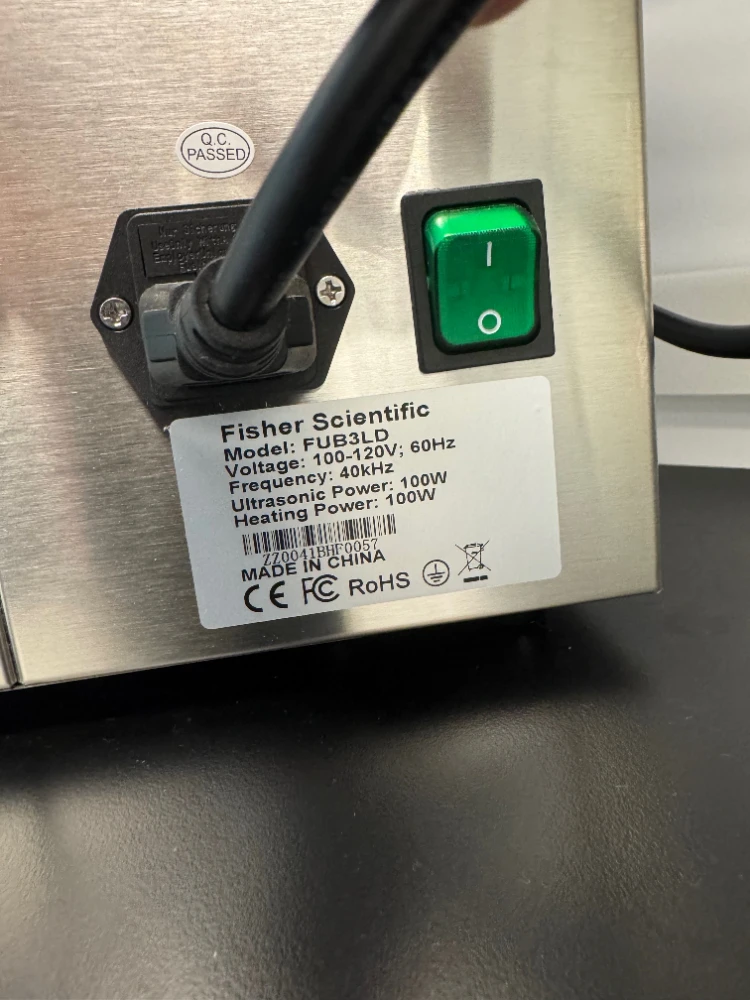 Q.C.
PASSED
I
O
Fisher Scientific
Model: FUB3LD
Voltage: 100-120V; 60Hz
Frequency: 40kHz
Ultrasonic Power: 100W
Heating Power: 100W
ZZ0041BHF0057
MADE IN CHINA
CE FC RoHS